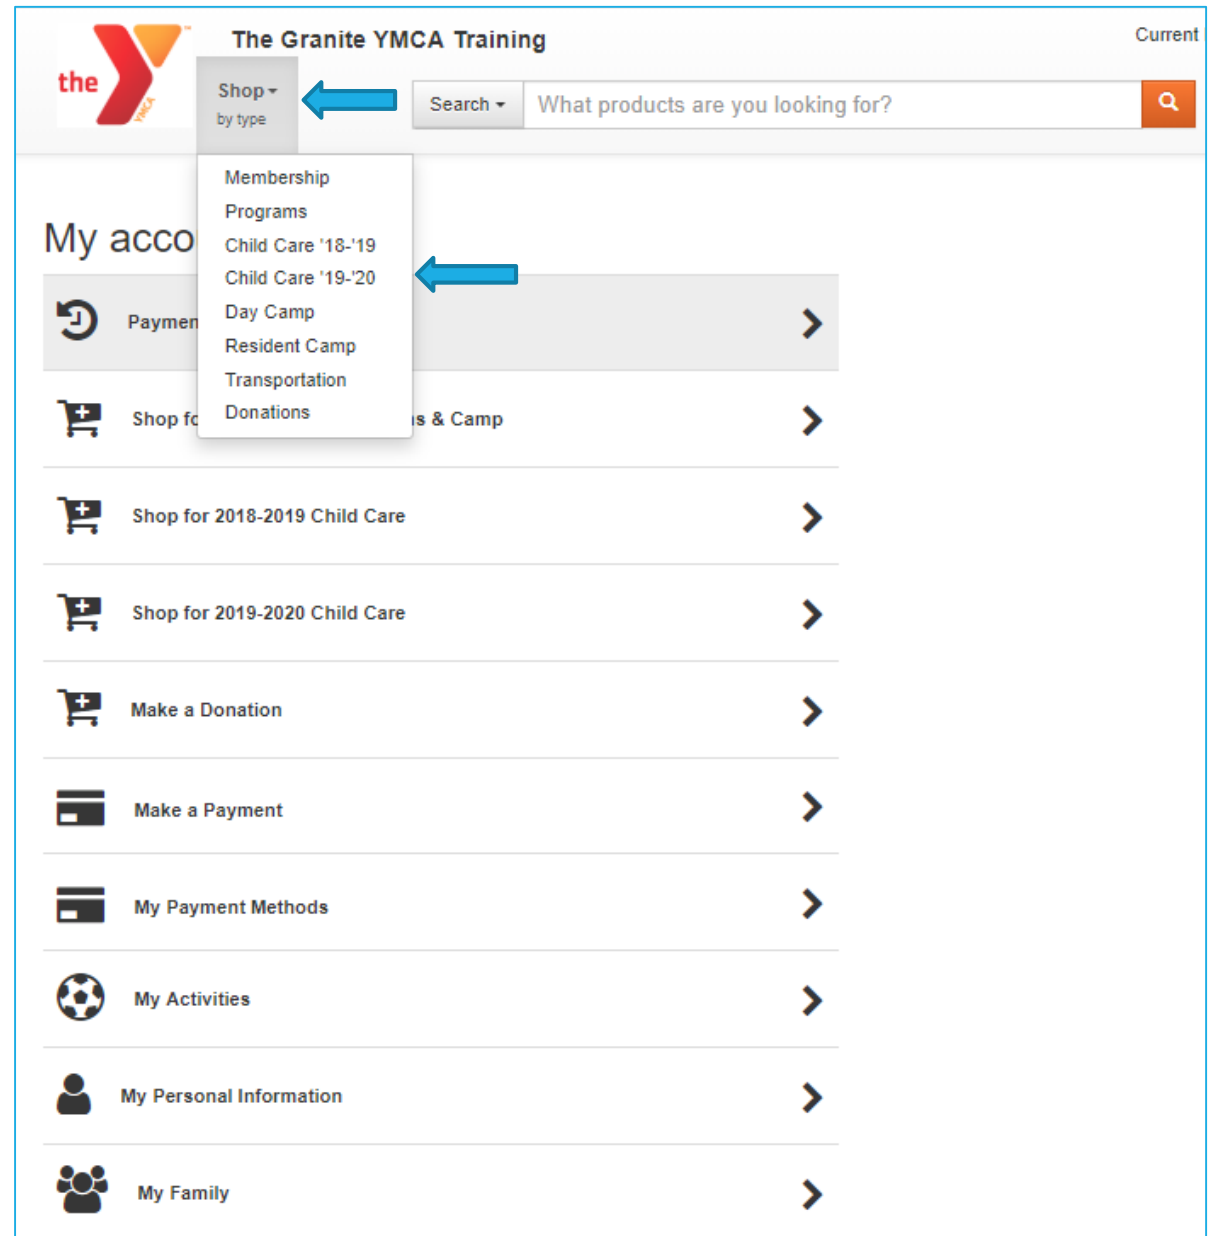 The Granite YMCA Training
Current
the
YMCA
Shop
by type
Search
What products are you looking for?
Membership
Programs
Child Care '18-'19
Child Care '19-'20
Day Camp
Resident Camp
Transportation
Donations
My acco
Paymen
Shop fo
s & Camp
Shop for 2018-2019 Child Care
Shop for 2019-2020 Child Care
Make a Donation
Make a Payment
My Payment Methods
My Activities
My Personal Information
My Family